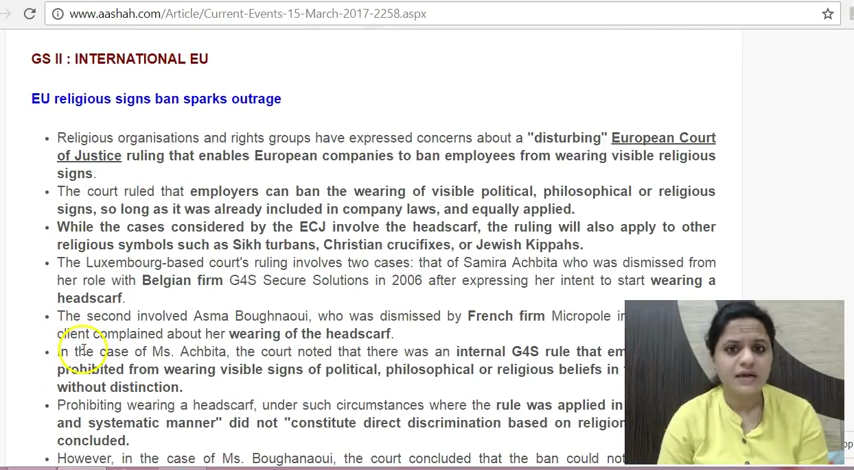 www.aashah.com/Article/Current-Events-15-March-2017-2258.aspx
GS II : INTERNATIONAL EU
EU religious signs ban sparks outrage
Religious organisations and rights groups have expressed concerns about a "disturbing" European Court
of Justice ruling that enables European companies to ban employees from wearing visible religious
signs.
The court ruled that employers can ban the wearing of visible political, philosophical or religious
signs, so long as it was already included in company laws, and equally applied.
While the cases considered by the ECJ involve the headscarf, the ruling will also apply to other
religious symbols such as Sikh turbans, Christian crucifixes, or Jewish Kippahs.
The Luxembourg-based court's ruling involves two cases: that of Samira Achbita who was dismissed from
her role with Belgian firm G4S Secure Solutions in 2006 after expressing her intent to start wearing a
headscarf.
The second involved Asma Boughnaoui, who was dismissed by French firm Micropole in
client complained about her wearing of the headscarf.
In the case of Ms. Achbita, the court noted that there was an internal G4S rule that em
prohibited from wearing visible signs of political, philosophical or religious beliefs in
without distinction.
Prohibiting wearing a headscarf, under such circumstances where the rule was applied in
and systematic manner" did not "constitute direct discrimination based on religion
concluded.
However, in the case of Ms. Boughanaoui, the court concluded that the ban could not